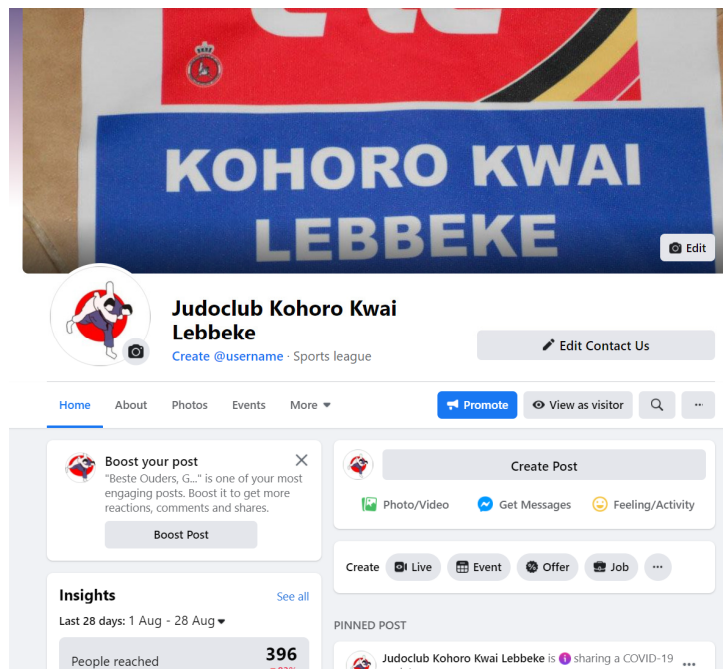 KOHORO KWAI
LEBBEKE
Edit
Judoclub Kohoro Kwai
Lebbeke
Create @username · Sports league
Edit Contact Us
Home About Photos Events More
Promote View as visitor
Boost your post
"Beste Ouders, G..." is one of your most
engaging posts. Boost it to get more
reactions, comments and shares.
Boost Post
Create Post
Photo/Video Get Messages Feeling/Activity
Create Live Event Offer Job
Insights See all
Last 28 days: 1 Aug - 28 Aug
People reached 396
PINNED POST
Judoclub Kohoro Kwai Lebbeke is sharing a COVID-19